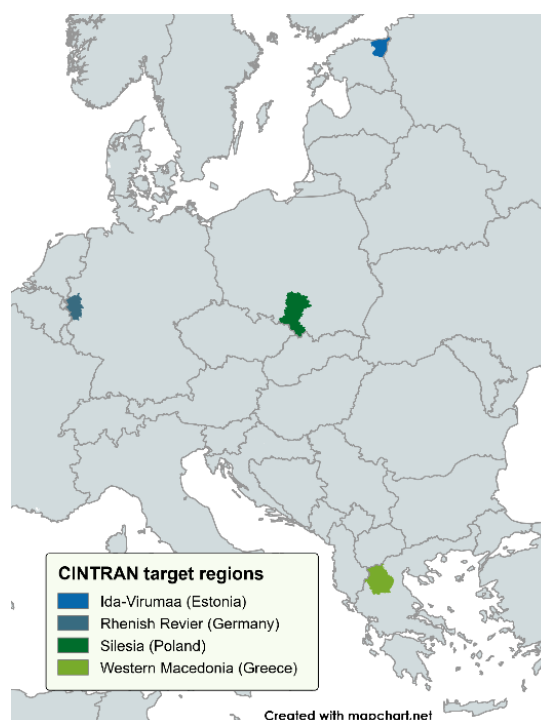 CINTRAN target regions
Ida-Virumaa (Estonia)
Rhenish Revier (Germany)
Silesia (Poland)
Western Macedonia (Greece)
Created with mapchart.net